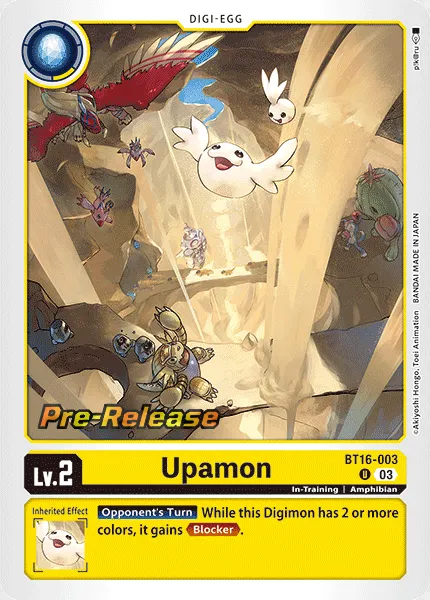 DIGI-EGG
p!k@ru
©Akiyoshi Hongo, Toei Animation BANDAI MADE IN JAPAN
Pre-Release
Lv.2
Upamon
BT16-003
U 03
In-Training | Amphibian
Inherited Effect
Opponent's Turn While this Digimon has 2 or more
colors, it gains Blocker.